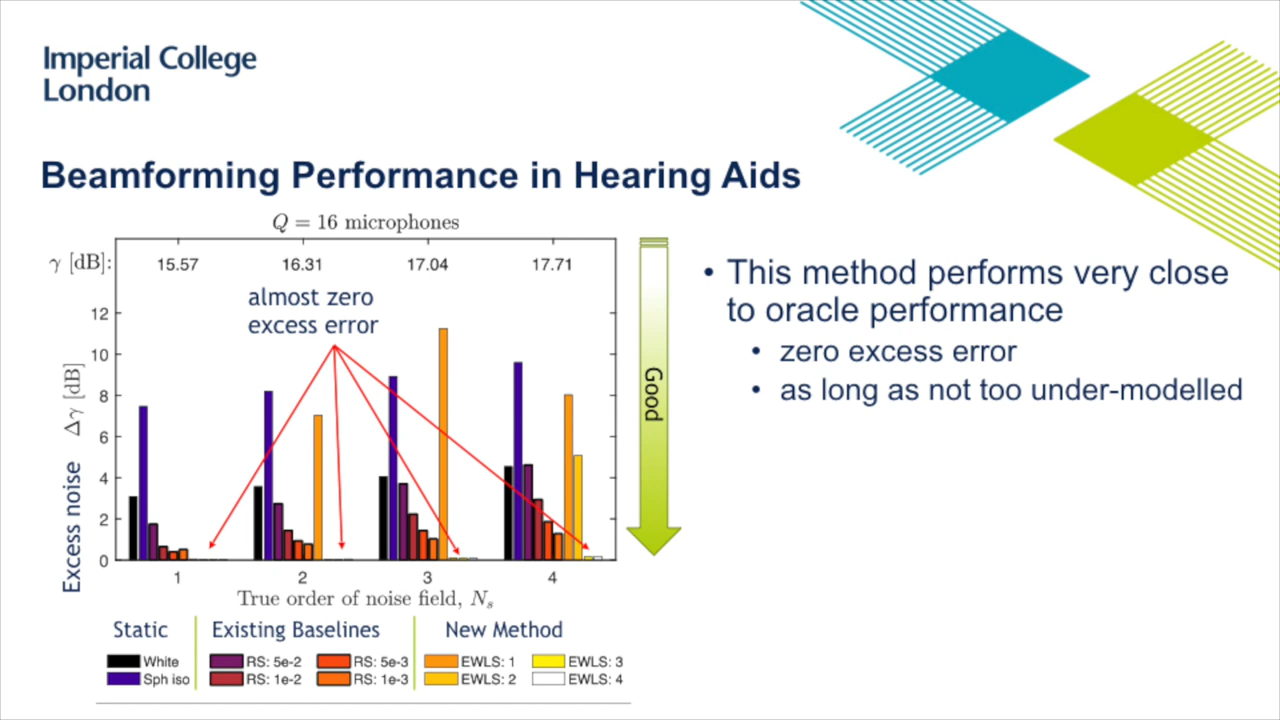 Imperial College
London
Beamforming Performance in Hearing Aids
Q = 16 microphones
γ [dB]: 15.57 16.31 17.04 17.71
almost zero
excess error
12
10
8
6
4
2
0
Excess noise Δγ [dB]
1 2 3 4
True order of noise field, Nₛ
Good
• This method performs very close
to oracle performance
• zero excess error
• as long as not too under-modelled
Static Existing Baselines New Method
White RS: 5e-2 RS: 5e-3 EWLS: 1 EWLS: 3
Sph iso RS: 1e-2 RS: 1e-3 EWLS: 2 EWLS: 4